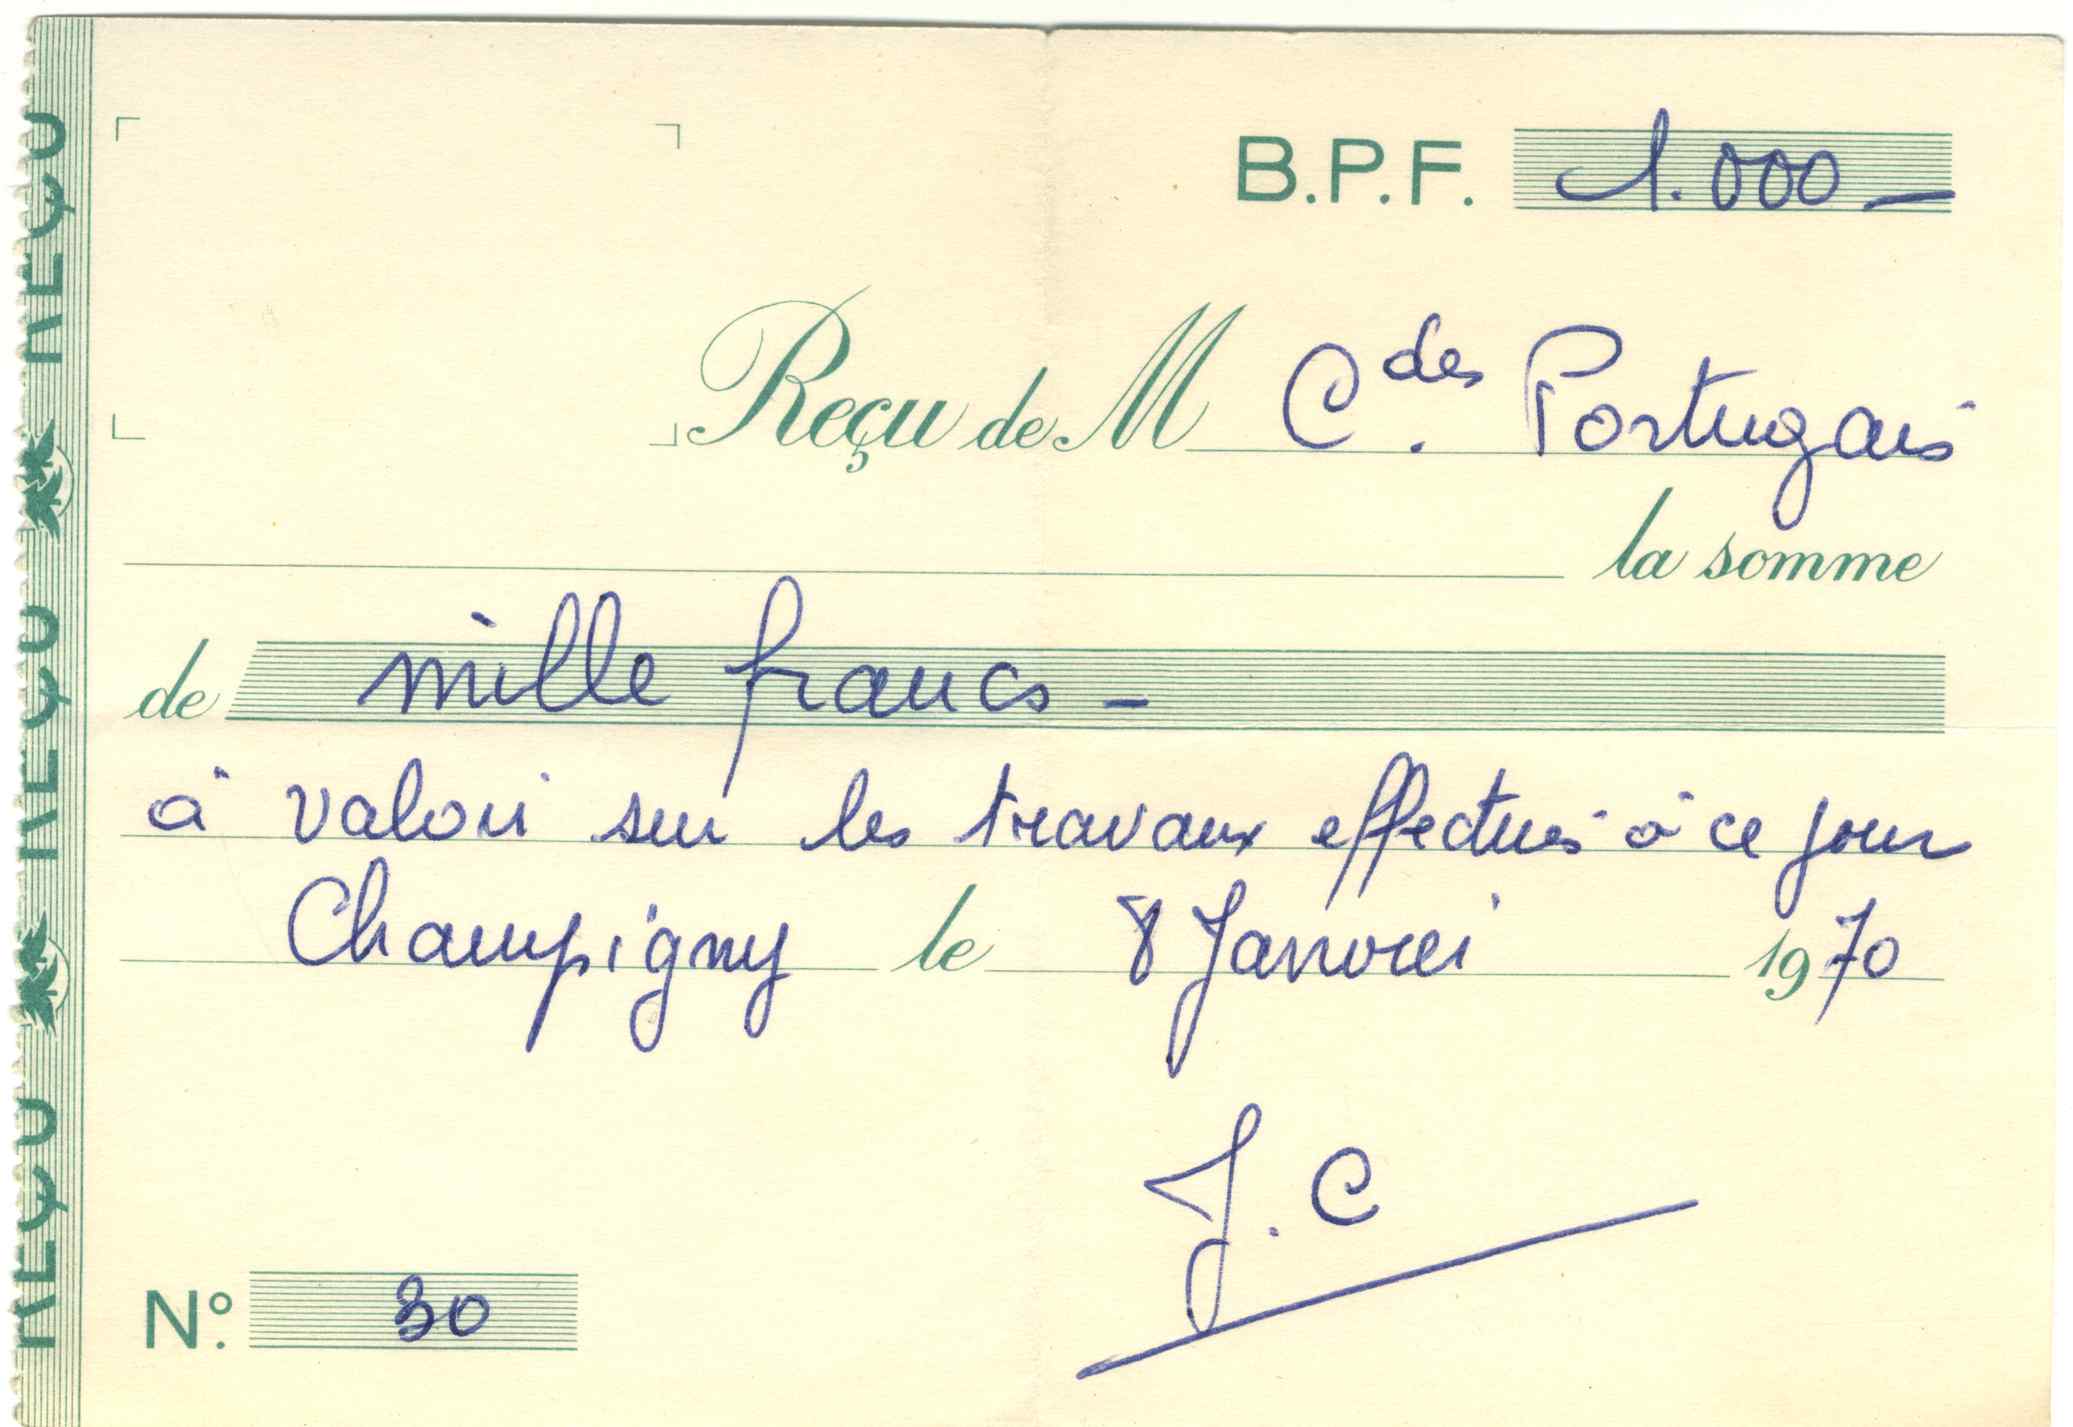 B.P.F. 1.000 —
Reçu de M C. des Portugais
la somme
de mille francs —
à valoir sur les travaux effectués à ce jour
Champigny le 8 Janvier 1970
J. C
N° 30
REÇU REÇU REÇU